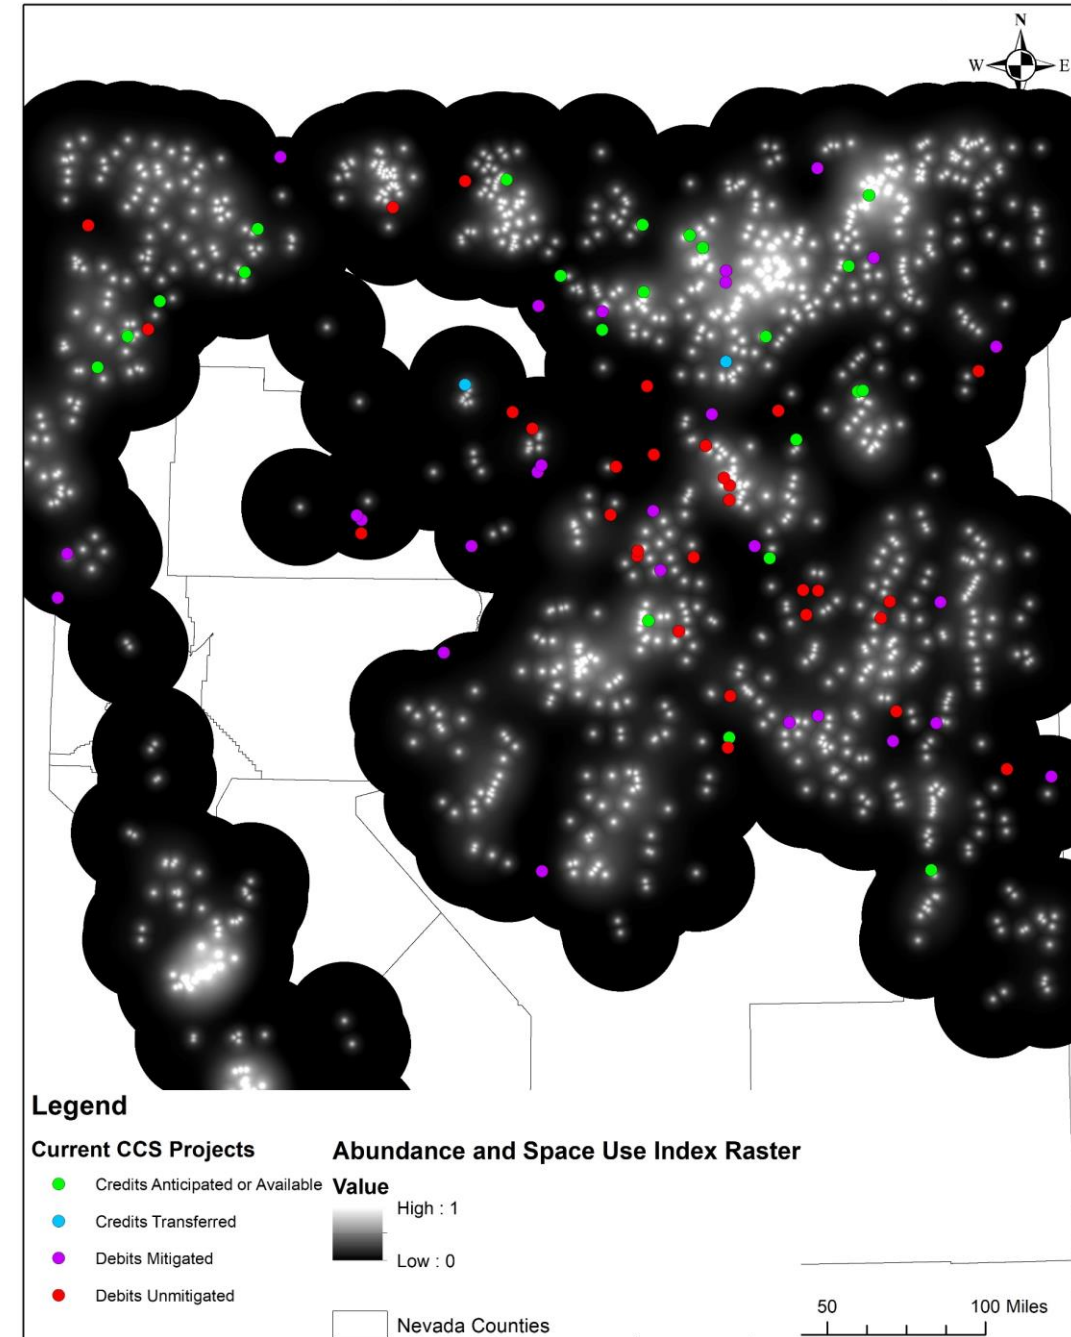 N
W E
Legend
Current CCS Projects
Credits Anticipated or Available
Credits Transferred
Debits Mitigated
Debits Unmitigated
Abundance and Space Use Index Raster
Value
High : 1
Low : 0
Nevada Counties
50 100 Miles